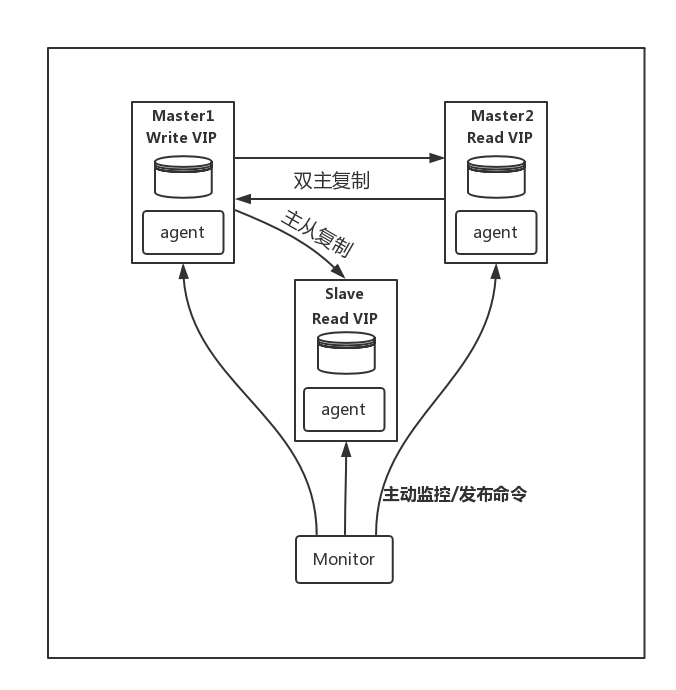 Master1
Write VIP
agent
Master2
Read VIP
agent
双主复制
主从复制
Slave
Read VIP
agent
主动监控/发布命令
Monitor